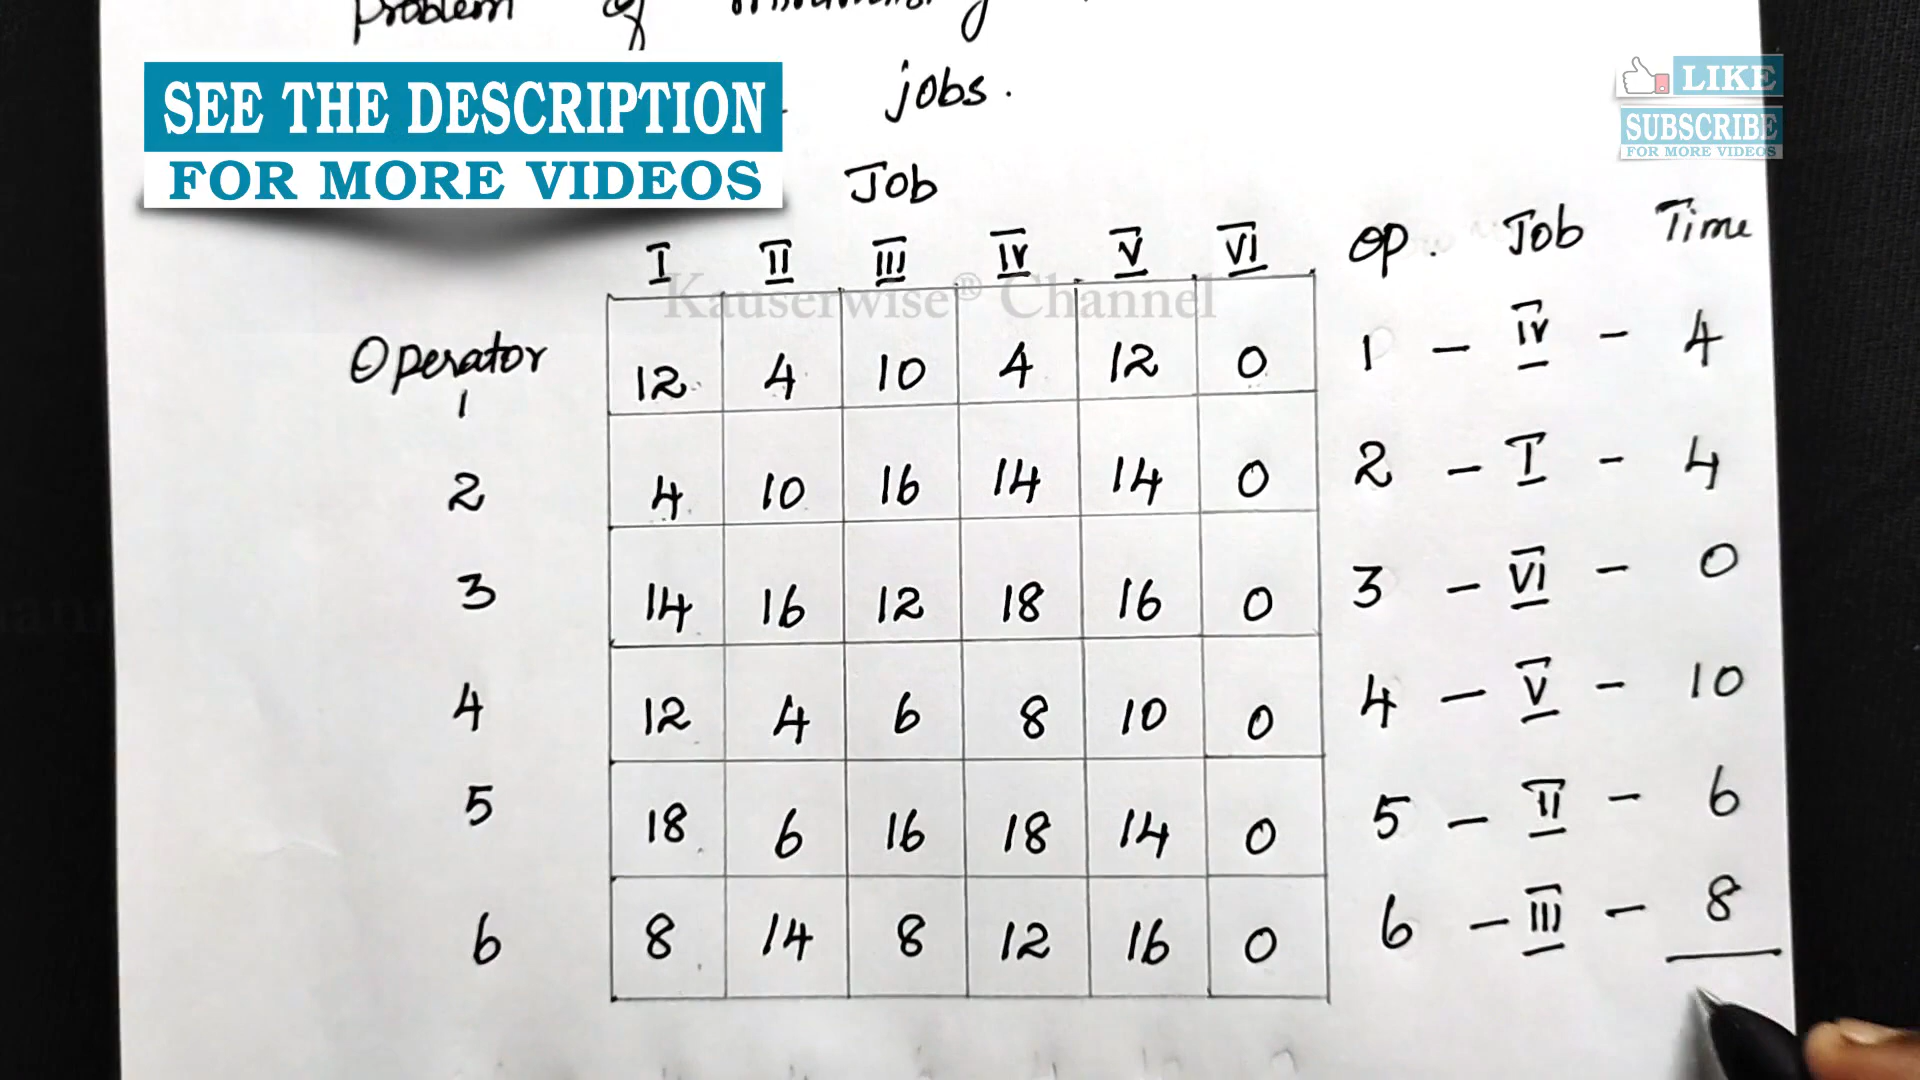 problem of
SEE THE DESCRIPTION
FOR MORE VIDEOS
LIKE
SUBSCRIBE
FOR MORE VIDEOS
jobs.
Job
I II III IV V VI Op. Job Time
Kauserwise® Channel
Operator
1 12 4 10 4 12 0 1 - IV - 4
2 4 10 16 14 14 0 2 - I - 4
3 14 16 12 18 16 0 3 - VI - 0
4 12 4 6 8 10 0 4 - V - 10
5 18 6 16 18 14 0 5 - II - 6
6 8 14 8 12 16 0 6 - III - 8